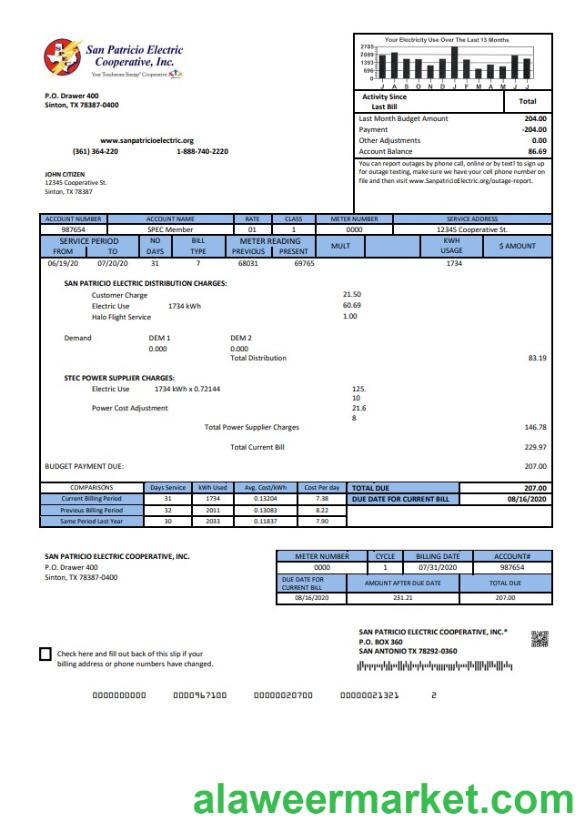 San Patricio Electric
Cooperative, Inc.
Your Touchstone Energy® Cooperative
P.O. Drawer 400
Sinton, TX 78387-0400
www.sanpatricioelectric.org
(361) 364-220 1-888-740-2220
JOHN CITIZEN
12345 Cooperative St.
Sinton, TX 78387
Your Electricity Use Over The Last 13 Months
2785
2089
1393
696
0
J A S O N D J F M A M J J
Activity Since
Last Bill
Total
Last Month Budget Amount 204.00
Payment -204.00
Other Adjustments 0.00
Account Balance 86.69
You can report outages by phone call, online or by text! to sign up
for outage texting, make sure we have your cell phone number on
file and then visit www.SanpatricioElectric.org/outage-report.
ACCOUNT NUMBER ACCOUNT NAME RATE CLASS METER NUMBER SERVICE ADDRESS
987654 SPEC Member 01 1 0000 12345 Cooperative St.
SERVICE PERIOD NO BILL METER READING MULT KWH $ AMOUNT
FROM TO DAYS TYPE PREVIOUS PRESENT USAGE
06/19/20 07/20/20 31 7 68031 69765 1734
SAN PATRICIO ELECTRIC DISTRIBUTION CHARGES:
Customer Charge 21.50
Electric Use 1734 kWh 60.69
Halo Flight Service 1.00
Demand DEM 1 DEM 2
0.000 0.000
Total Distribution 83.19
STEC POWER SUPPLIER CHARGES:
Electric Use 1734 kWh x 0.72144 125.
10
Power Cost Adjustment 21.6
8
Total Power Supplier Charges 146.78
Total Current Bill 229.97
BUDGET PAYMENT DUE: 207.00
COMPARISONS Days Service kWh Used Avg. Cost/kWh Cost Per day TOTAL DUE 207.00
Current Billing Period 31 1734 0.13204 7.38 DUE DATE FOR CURRENT BILL 08/16/2020
Previous Billing Period 32 2011 0.13083 8.22
Same Period Last Year 30 2033 0.11837 7.90
SAN PATRICIO ELECTRIC COOPERATIVE, INC.
P.O. Drawer 400
Sinton, TX 78387-0400
METER NUMBER CYCLE BILLING DATE ACCOUNT#
0000 1 07/31/2020 987654
DUE DATE FOR
CURRENT BILL AMOUNT AFTER DUE DATE TOTAL DUE
08/16/2020 231.21 207.00
SAN PATRICIO ELECTRIC COOPERATIVE, INC.*
P.O. BOX 360
SAN ANTONIO TX 78292-0360
Check here and fill out back of this slip if your
billing address or phone numbers have changed.
0000000000 0000967100 00000020700 00000021321 2
alaweermarket.com